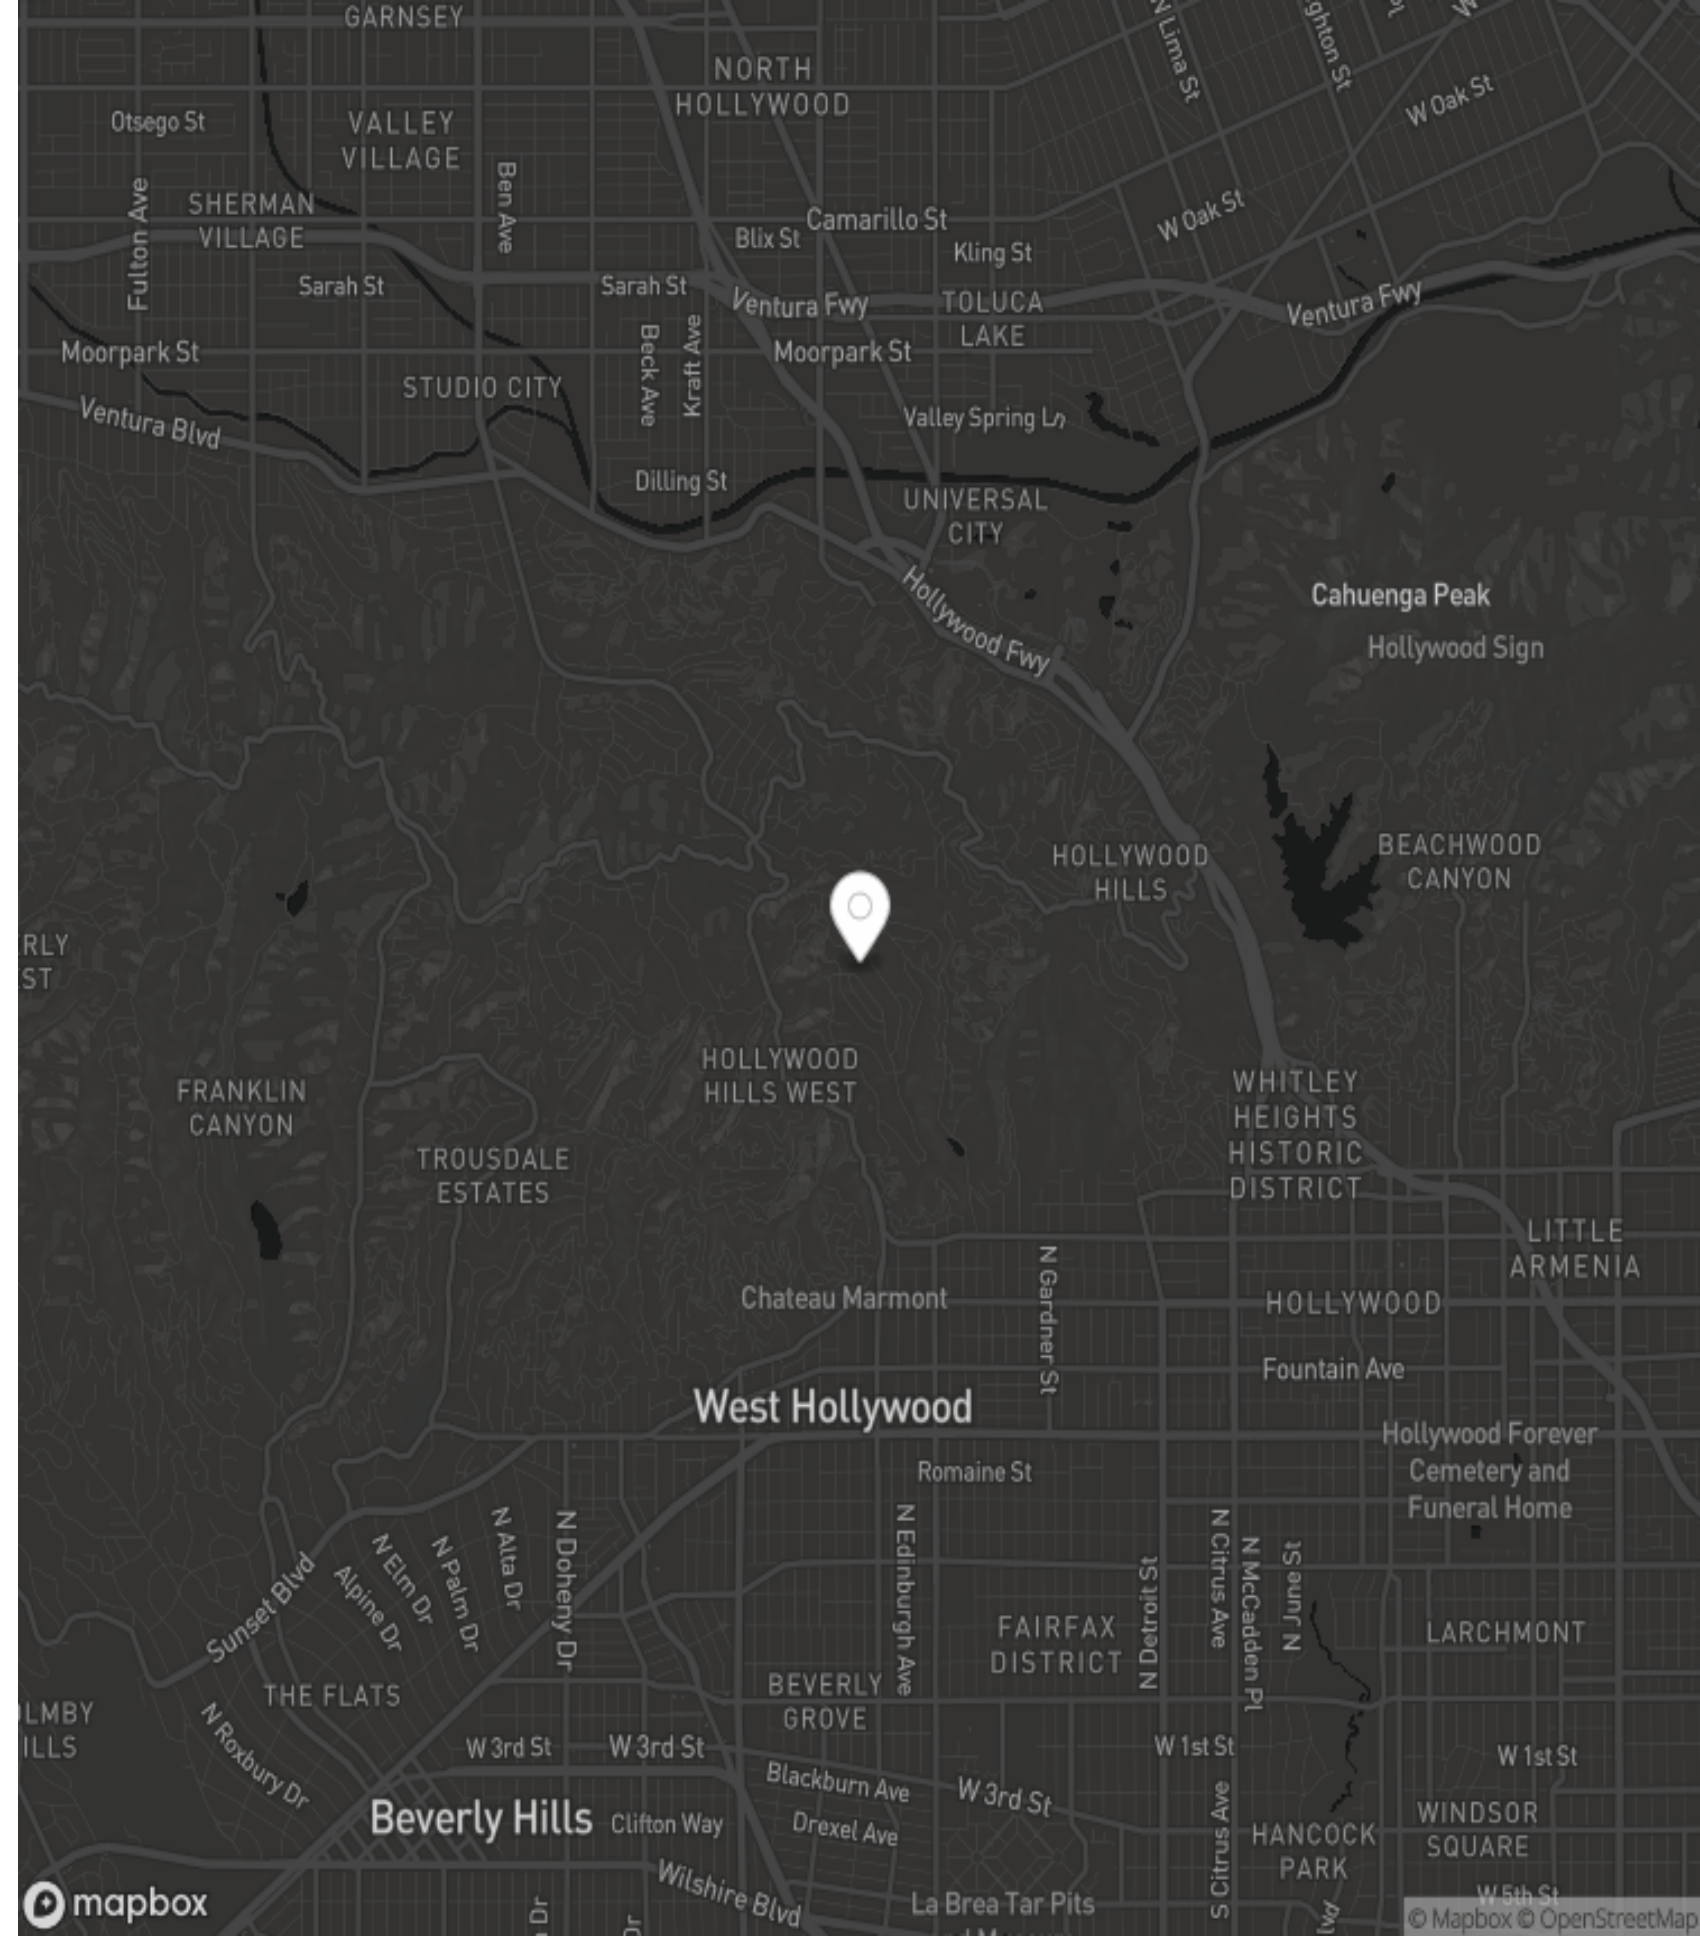 GARNSEY
N Lima St
NORTH
HOLLYWOOD
W Oak St
Otsego St
VALLEY
VILLAGE
Ben Ave
Fulton Ave
SHERMAN
VILLAGE
W Oak St
Camarillo St
Blix St
Kling St
Sarah St
Sarah St
Ventura Fwy
TOLUCA
LAKE
Ventura Fwy
Moorpark St
Beck Ave
Kraft Ave
Moorpark St
STUDIO CITY
Ventura Blvd
Valley Spring Ln
Dilling St
UNIVERSAL
CITY
Hollywood Fwy
Cahuenga Peak
Hollywood Sign
HOLLYWOOD
HILLS
BEACHWOOD
CANYON
HOLLYWOOD
HILLS WEST
FRANKLIN
CANYON
WHITLEY
HEIGHTS
HISTORIC
DISTRICT
TROUSDALE
ESTATES
LITTLE
ARMENIA
N Gardner St
Chateau Marmont
HOLLYWOOD
Fountain Ave
West Hollywood
Hollywood Forever
Cemetery and
Funeral Home
Romaine St
N Alta Dr
N Doheny Dr
N Edinburgh Ave
N Citrus Ave
N Elm Dr
N Palm Dr
Alpine Dr
N McCadden Pl
N June St
N Detroit St
Sunset Blvd
FAIRFAX
DISTRICT
LARCHMONT
THE FLATS
BEVERLY
GROVE
N Roxbury Dr
W 3rd St
W 3rd St
W 1st St
W 1st St
Blackburn Ave
W 3rd St
Beverly Hills
Clifton Way
Drexel Ave
S Citrus Ave
HANCOCK
PARK
WINDSOR
SQUARE
Wilshire Blvd
La Brea Tar Pits
W 5th St
mapbox
Dr
© Mapbox © OpenStreetMap